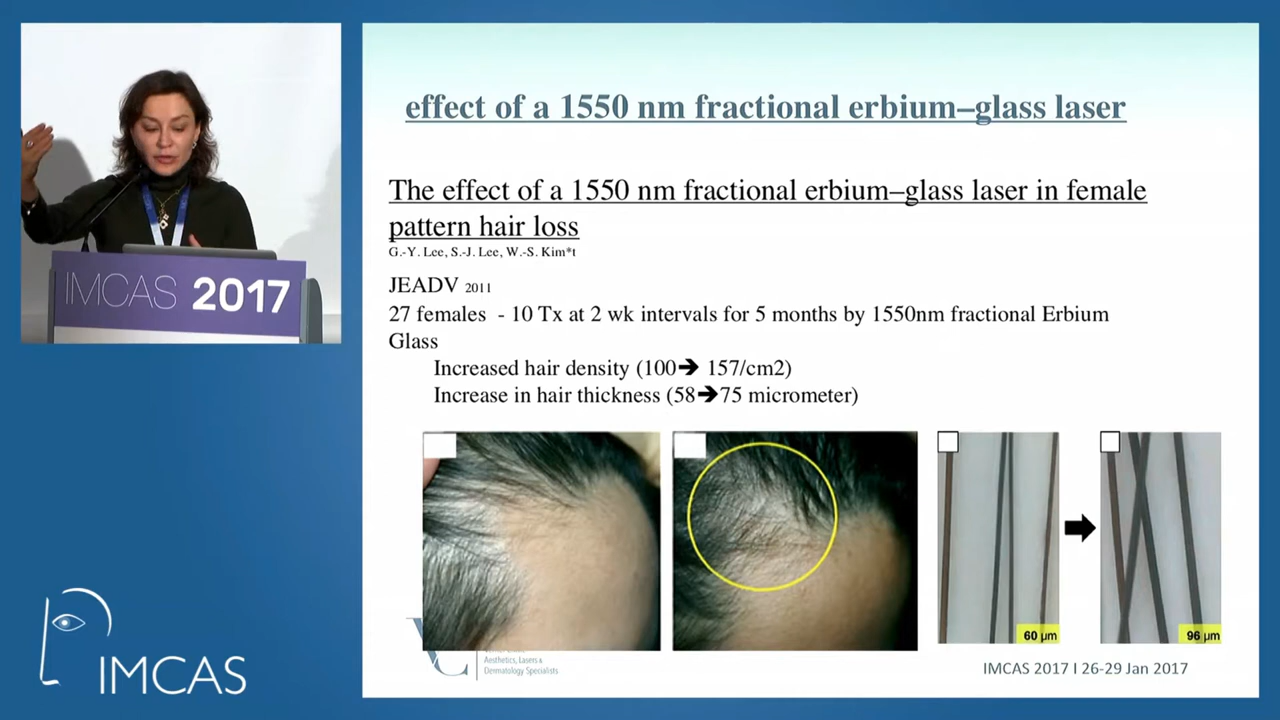 effect of a 1550 nm fractional erbium–glass laser
The effect of a 1550 nm fractional erbium–glass laser in female
pattern hair loss
G.-Y. Lee, S.-J. Lee, W.-S. Kim*t
JEADV 2011
27 females - 10 Tx at 2 wk intervals for 5 months by 1550nm fractional Erbium
Glass
Increased hair density (100➔ 157/cm2)
Increase in hair thickness (58➔75 micrometer)
60 µm
96 µm
Aesthetics, Lasers &
Dermatology Specialists
IMCAS 2017 I 26-29 Jan 2017
IMCAS 2017
IMCAS